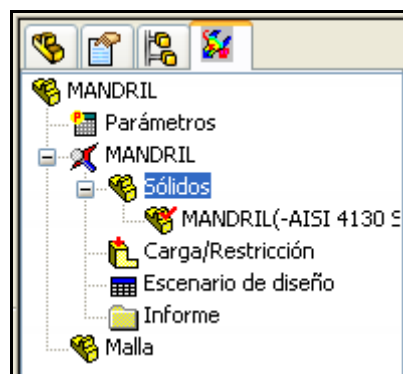 MANDRIL
Parámetros
MANDRIL
Sólidos
MANDRIL(-AISI 4130 S
Carga/Restricción
Escenario de diseño
Informe
Malla